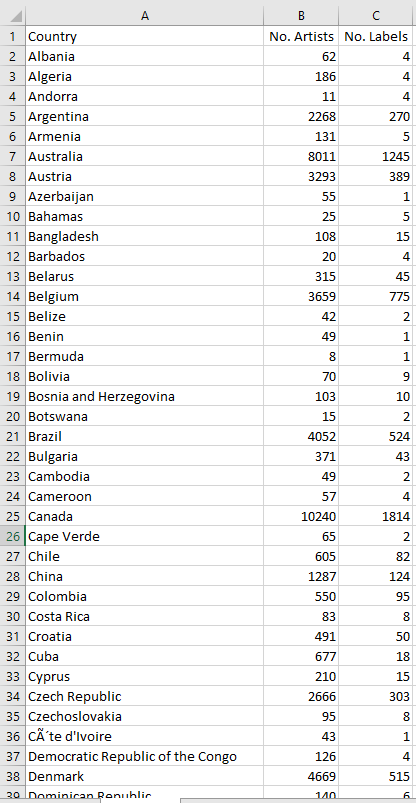 A B C
1 Country No. Artists No. Labels
2 Albania 62 4
3 Algeria 186 4
4 Andorra 11 4
5 Argentina 2268 270
6 Armenia 131 5
7 Australia 8011 1245
8 Austria 3293 389
9 Azerbaijan 55 1
10 Bahamas 25 5
11 Bangladesh 108 15
12 Barbados 20 4
13 Belarus 315 45
14 Belgium 3659 775
15 Belize 42 2
16 Benin 49 1
17 Bermuda 8 1
18 Bolivia 70 9
19 Bosnia and Herzegovina 103 10
20 Botswana 15 2
21 Brazil 4052 524
22 Bulgaria 371 43
23 Cambodia 49 2
24 Cameroon 57 4
25 Canada 10240 1814
26 Cape Verde 65 2
27 Chile 605 82
28 China 1287 124
29 Colombia 550 95
30 Costa Rica 83 8
31 Croatia 491 50
32 Cuba 677 18
33 Cyprus 210 15
34 Czech Republic 2666 303
35 Czechoslovakia 95 8
36 CÃ´te d'Ivoire 43 1
37 Democratic Republic of the Congo 126 4
38 Denmark 4669 515
39 Dominican Republic 140 6